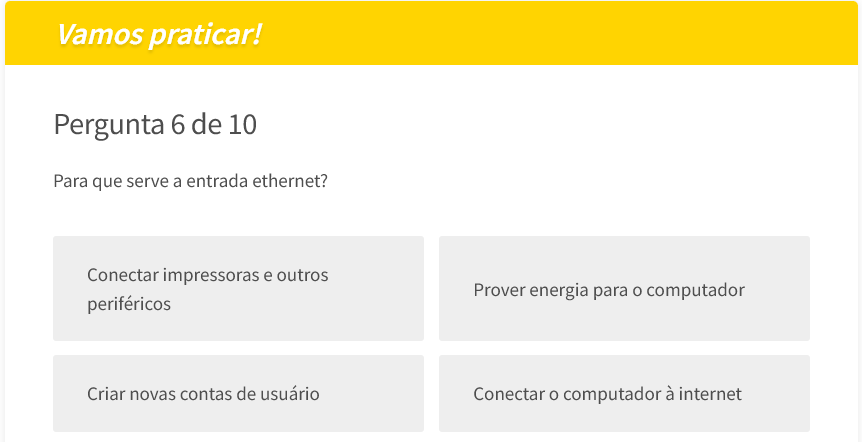 Vamos praticar!
Pergunta 6 de 10
Para que serve a entrada ethernet?
Conectar impressoras e outros
periféricos
Prover energia para o computador
Criar novas contas de usuário
Conectar o computador à internet